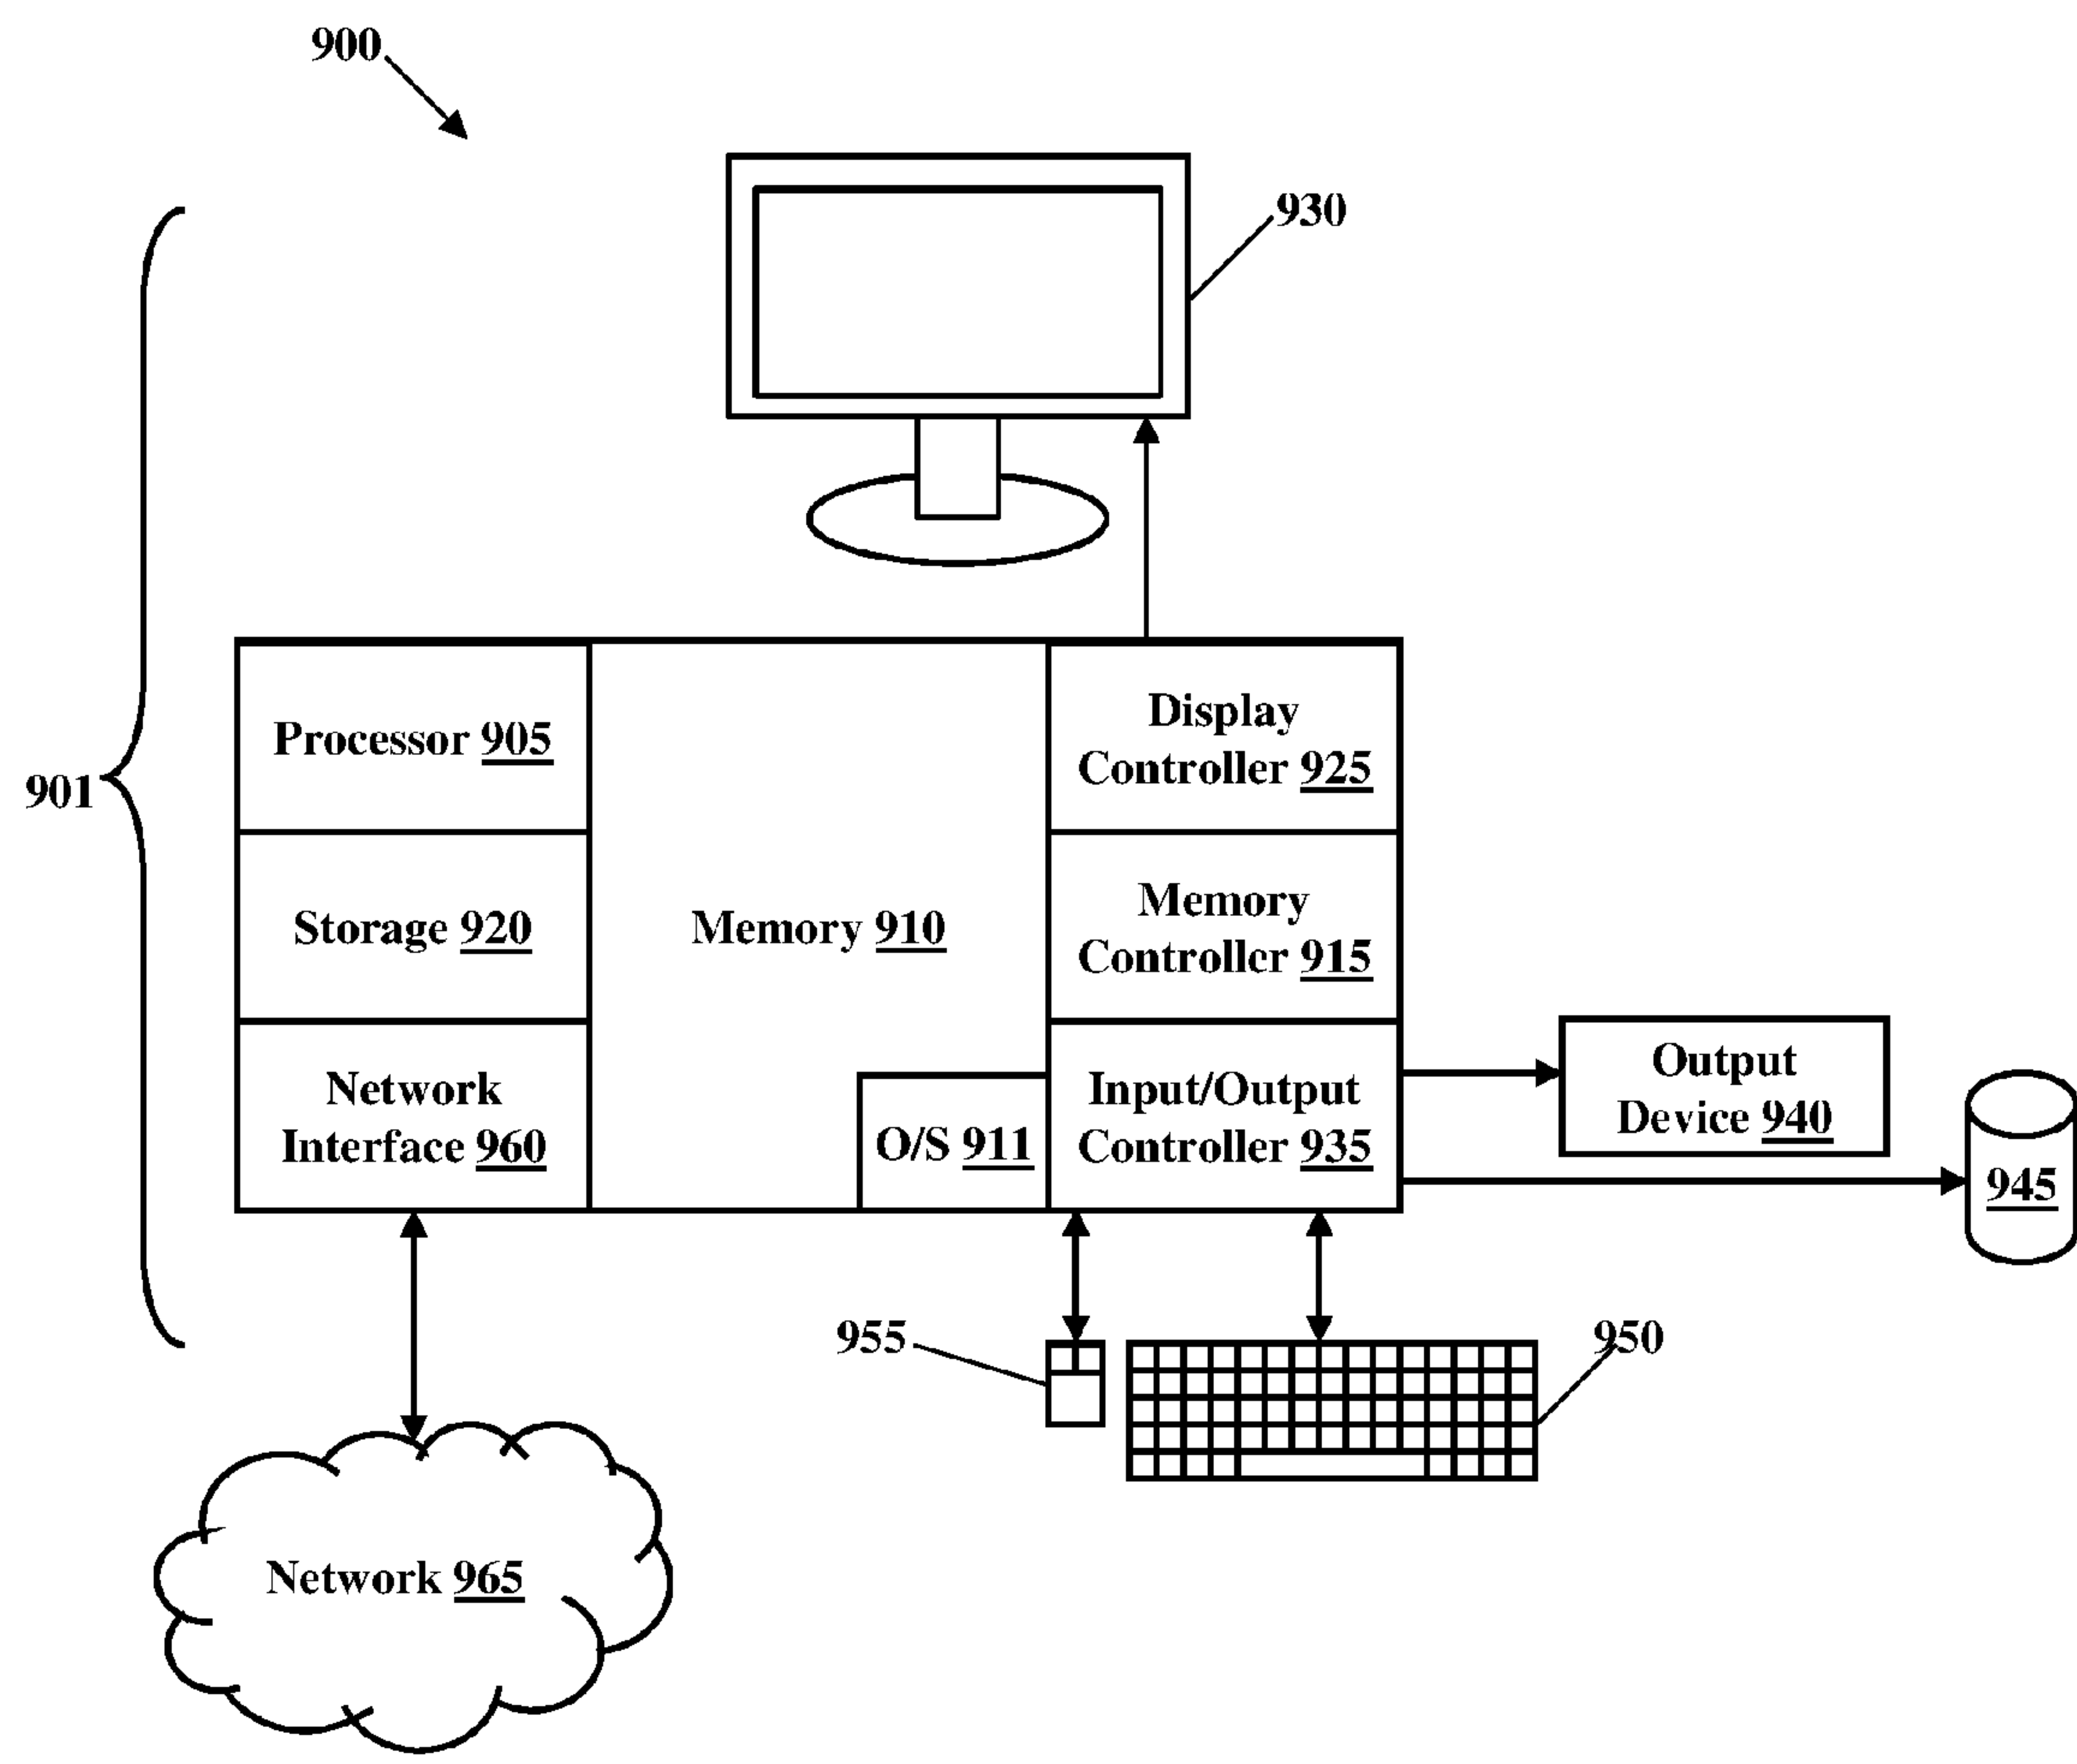 900
930
901
Processor 905
Storage 920
Network
Interface 960
Memory 910
O/S 911
Display
Controller 925
Memory
Controller 915
Input/Output
Controller 935
Output
Device 940
945
955
950
Network 965